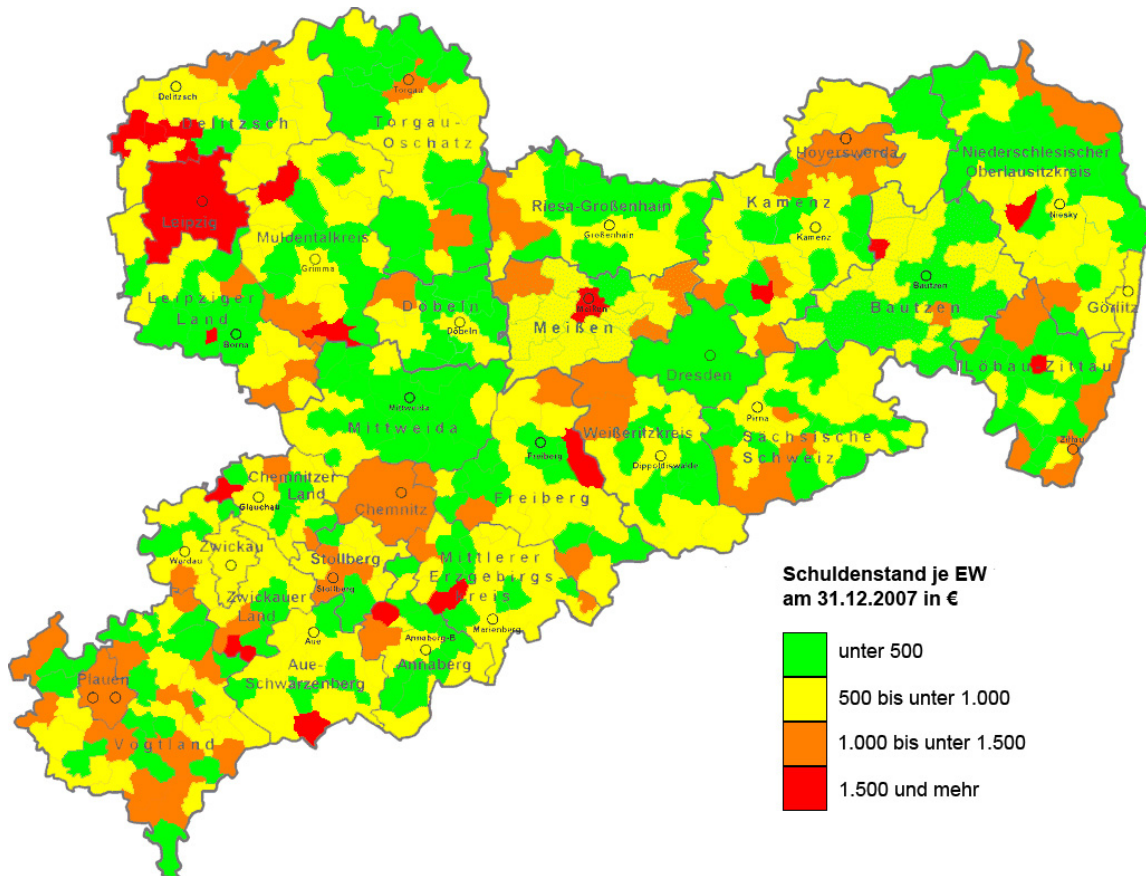 Delitzsch
Delitzsch
Torgau
Torgau-
Oschatz
Leipzig
Muldentalkreis
Grimma
Leipziger
Land
Borna
Döbeln
Döbeln
Riesa-Großenhain
Großenhain
Meißen
Hoyerswerda
Kamenz
Kamenz
Niederschlesischer
Oberlausitzkreis
Niesky
Bautzen
Bautzen
Görlitz
Löbau-Zittau
Zittau
Dresden
Mittweida
Mittweida
Weißeritzkreis
Dippoldiswalde
Pirna
Sächsische
Schweiz
Freiberg
Freiberg
Chemnitzer
Land
Glauchau
Chemnitz
Zwickau
Werdau
Zwickauer
Land
Stollberg
Stollberg
Mittlerer
Erzgebirgs-
Kreis
Marienberg
Aue
Aue-
Schwarzenberg
Annaberg-B
Annaberg
Plauen
Vogtland
Schuldenstand je EW
am 31.12.2007 in €
unter 500
500 bis unter 1.000
1.000 bis unter 1.500
1.500 und mehr